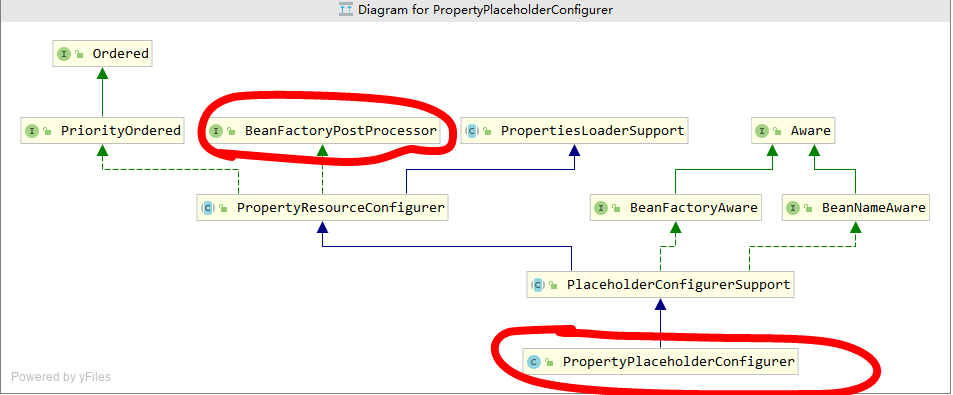 Diagram for PropertyPlaceholderConfigurer
I Ordered
I PriorityOrdered
I BeanFactoryPostProcessor
C PropertiesLoaderSupport
I Aware
C PropertyResourceConfigurer
I BeanFactoryAware
I BeanNameAware
C PlaceholderConfigurerSupport
C PropertyPlaceholderConfigurer
Powered by yFiles